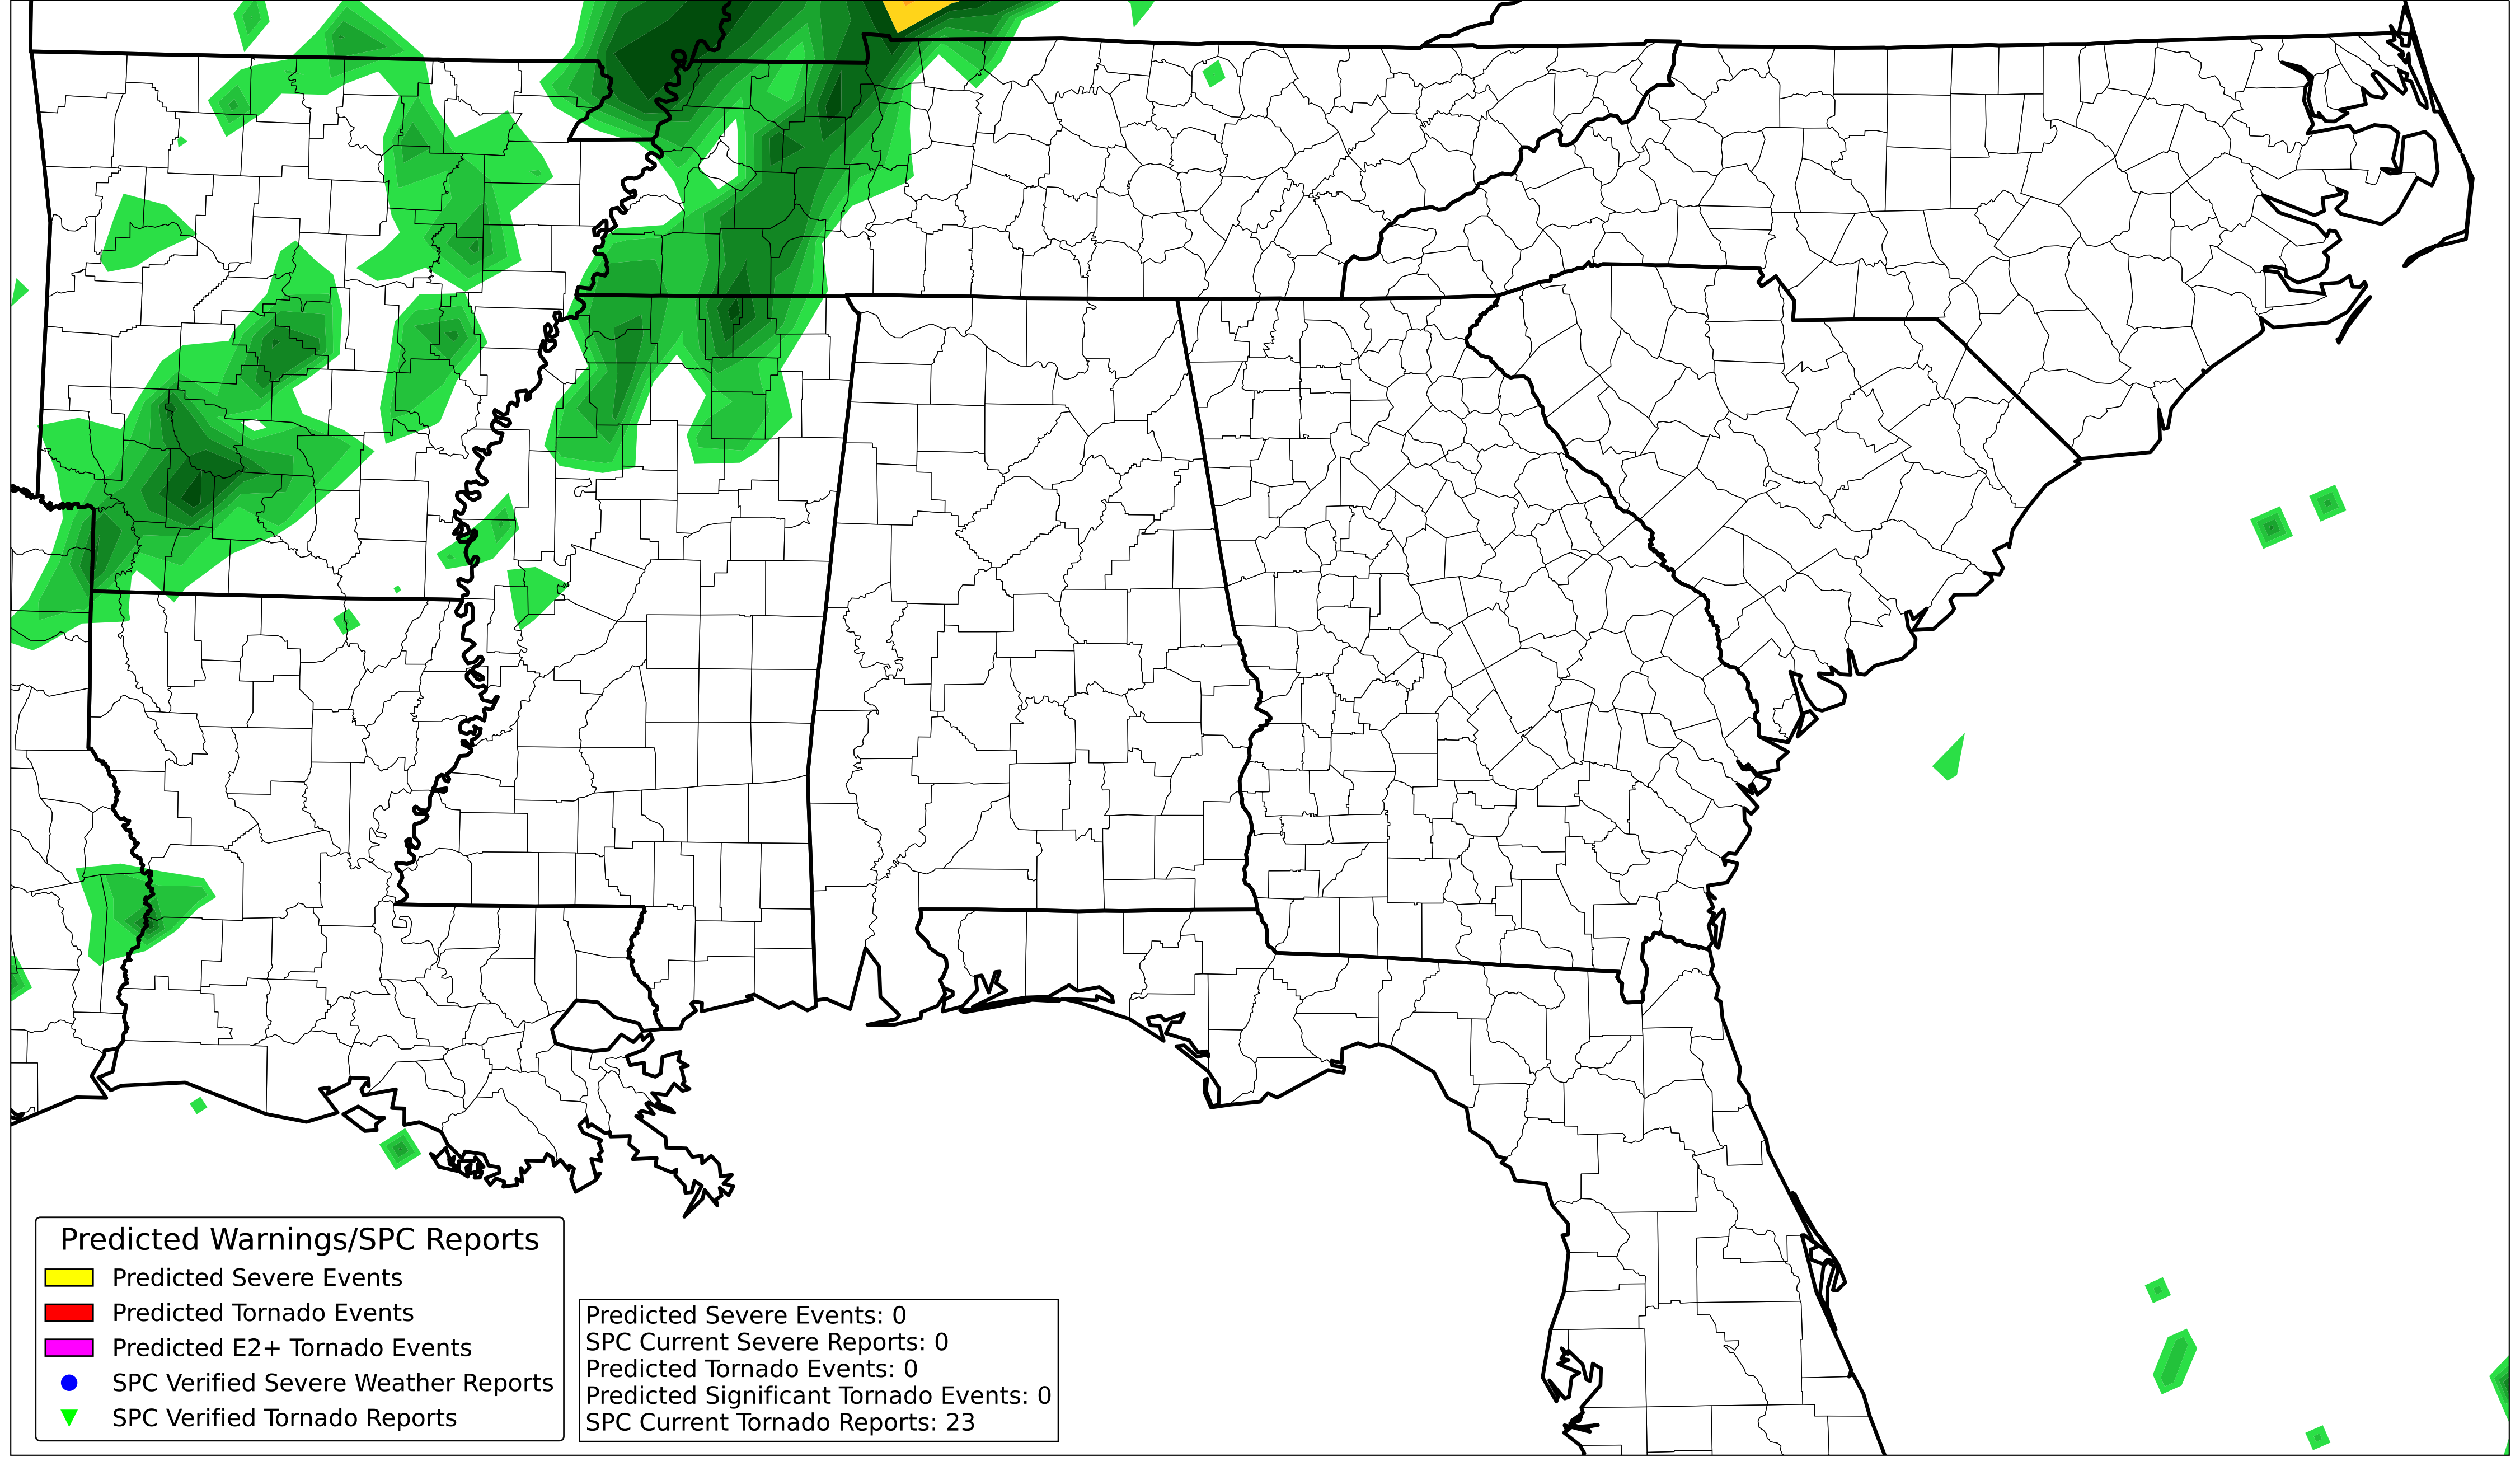 Predicted Warnings/SPC Reports
Predicted Severe Events
Predicted Tornado Events
Predicted E2+ Tornado Events
SPC Verified Severe Weather Reports
SPC Verified Tornado Reports
Predicted Severe Events: 0
SPC Current Severe Reports: 0
Predicted Tornado Events: 0
Predicted Significant Tornado Events: 0
SPC Current Tornado Reports: 23